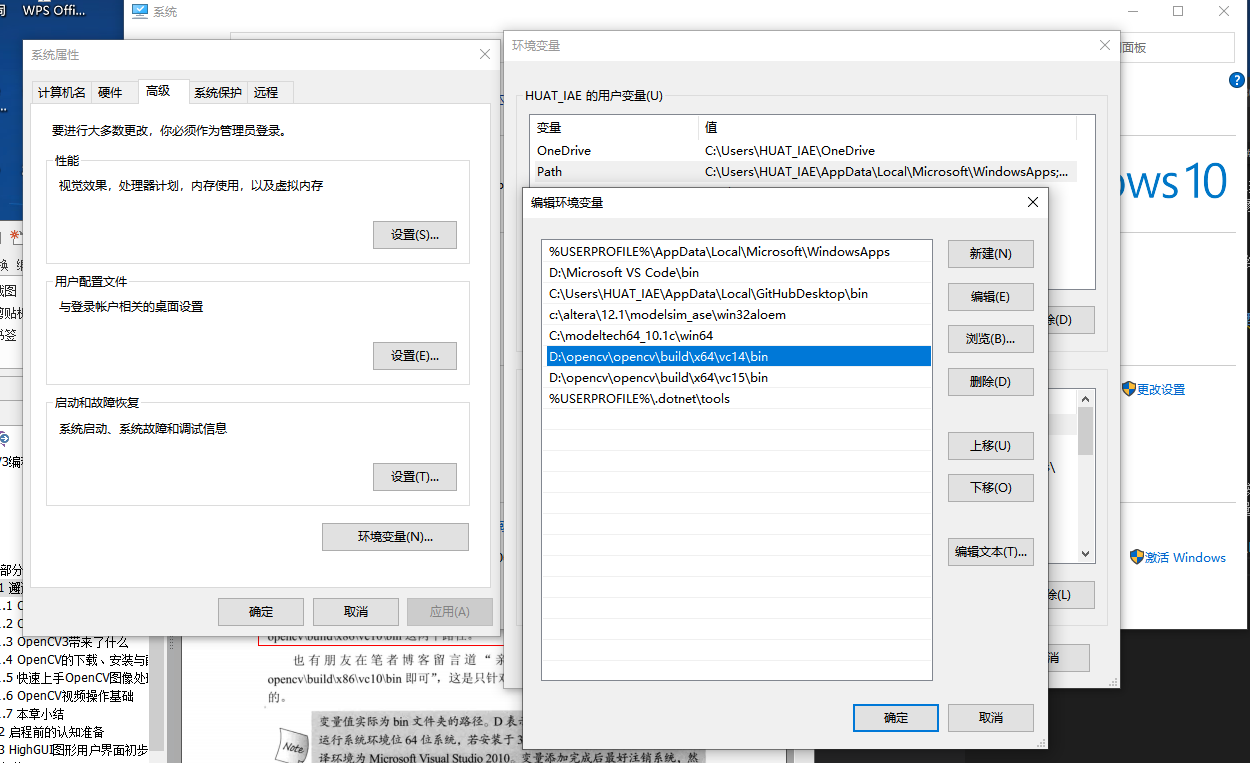 WPS Offi...
系统
系统属性
计算机名
硬件
高级
系统保护
远程
要进行大多数更改，你必须作为管理员登录。
性能
视觉效果，处理器计划，内存使用，以及虚拟内存
设置(S)...
用户配置文件
与登录帐户相关的桌面设置
设置(E)...
启动和故障恢复
系统启动、系统故障和调试信息
设置(T)...
环境变量(N)...
确定
取消
应用(A)
环境变量
HUAT_IAE 的用户变量(U)
变量
值
OneDrive
C:\Users\HUAT_IAE\OneDrive
Path
C:\Users\HUAT_IAE\AppData\Local\Microsoft\WindowsApps;...
编辑环境变量
%USERPROFILE%\AppData\Local\Microsoft\WindowsApps
D:\Microsoft VS Code\bin
C:\Users\HUAT_IAE\AppData\Local\GitHubDesktop\bin
c:\altera\12.1\modelsim_ase\win32aloem
C:\modeltech64_10.1c\win64
D:\opencv\opencv\build\x64\vc14\bin
D:\opencv\opencv\build\x64\vc15\bin
%USERPROFILE%\.dotnet\tools
新建(N)
编辑(E)
浏览(B)...
删除(D)
上移(U)
下移(O)
编辑文本(T)...
确定
取消
除(D)
除(L)
消
面板
ows 10
更改设置
激活 Windows
截图
书签
部分
.3 OpenCV3带来了什么
.4 OpenCV的下载、安装与
.5 快速上手OpenCV图像处
.6 OpenCV视频操作基础
.7 本章小结
2 启程前的认知准备
3 HighGUI图形用户界面初步
opencv\build\x86\vc10\bin 这两个路径。
也有朋友在笔者博客留言道“亲
opencv\build\x86\vc10\bin 即可”，这是只针对
的。
Note
变量值实际为 bin 文件夹的路径。D 表示
运行系统环境位 64 位系统，若安装于 3
译环境为 Microsoft Visual Studio 2010。变量添加完成后最好注销系统，然